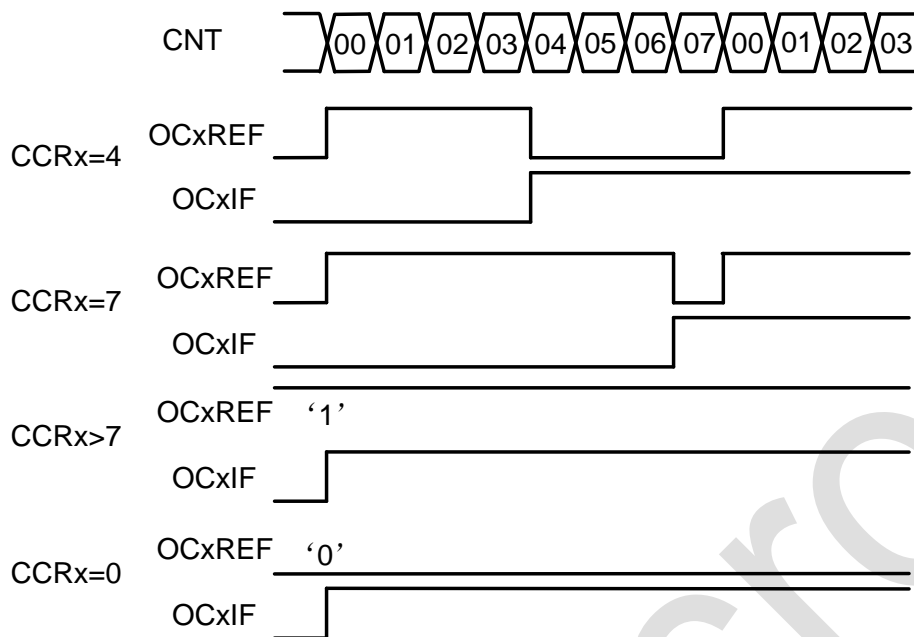 CNT 00 01 02 03 04 05 06 07 00 01 02 03
OCxREF
CCRx=4
OCxIF
OCxREF
CCRx=7
OCxIF
OCxREF ‘1’
CCRx>7
OCxIF
OCxREF ‘0’
CCRx=0
OCxIF